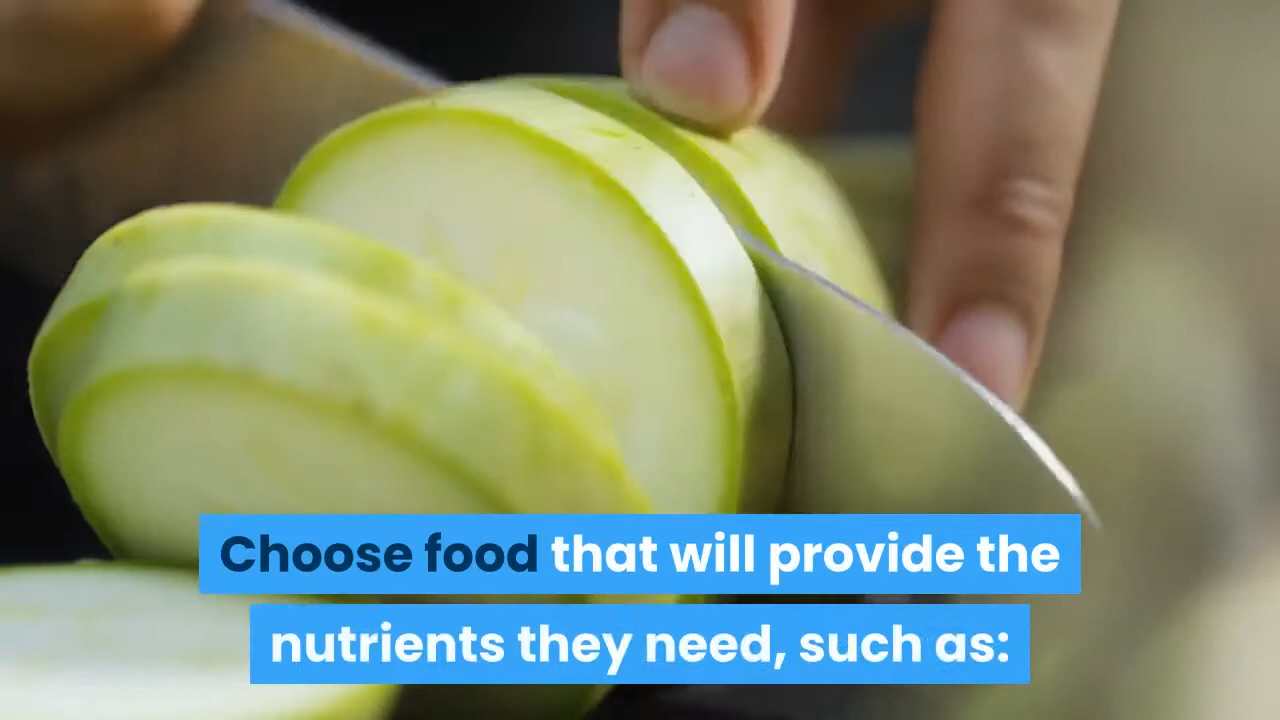 Choose food that will provide the
nutrients they need, such as: